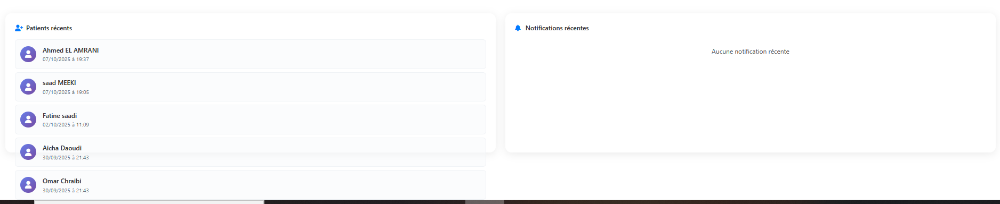 Patients récents
Ahmed EL AMRANI
07/10/2025 à 19:37
saad MEEKI
07/10/2025 à 19:05
Fatine saadi
02/10/2025 à 11:09
Aicha Daoudi
30/09/2025 à 21:43
Omar Chraibi
30/09/2025 à 21:43
Notifications récentes
Aucune notification récente